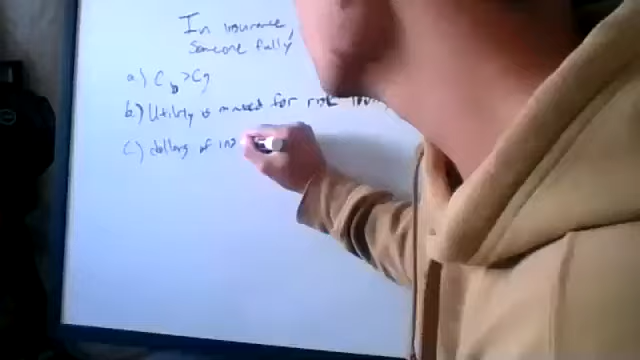 In insurance,
Someone fully
a) C_b > C_g
b.) Utility is maxed for risk
c.) dollars of ins